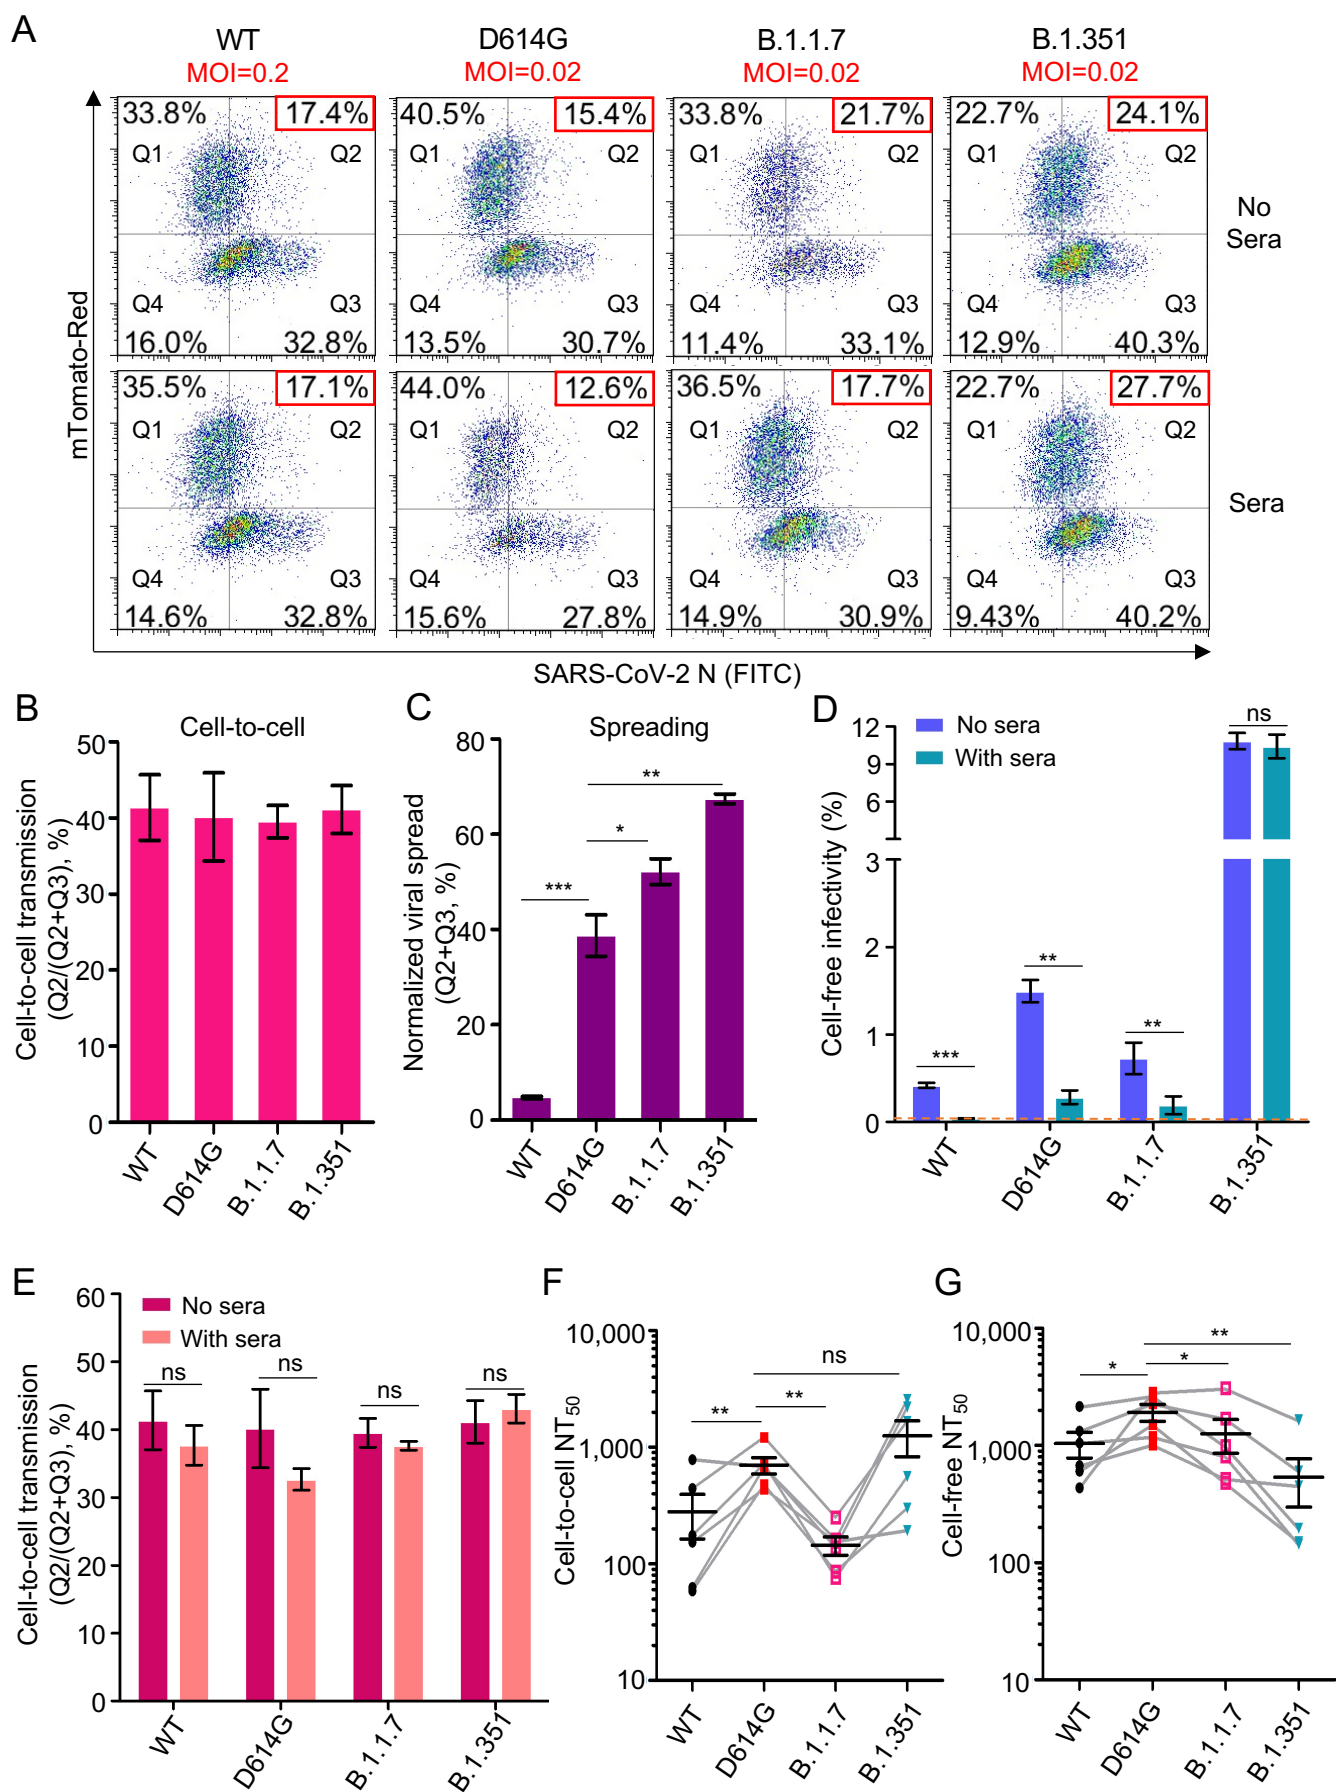 A
WT D614G B.1.1.7 B.1.351
MOI=0.2 MOI=0.02 MOI=0.02 MOI=0.02
33.8% 17.4% 40.5% 15.4% 33.8% 21.7% 22.7% 24.1%
Q1 Q2 Q1 Q2 Q1 Q2 Q1 Q2
No
Sera
Q4 Q3 Q4 Q3 Q4 Q3 Q4 Q3
16.0% 32.8% 13.5% 30.7% 11.4% 33.1% 12.9% 40.3%
35.5% 17.1% 44.0% 12.6% 36.5% 17.7% 22.7% 27.7%
Q1 Q2 Q1 Q2 Q1 Q2 Q1 Q2
Sera
Q4 Q3 Q4 Q3 Q4 Q3 Q4 Q3
14.6% 32.8% 15.6% 27.8% 14.9% 30.9% 9.43% 40.2%
mTomato-Red
SARS-CoV-2 N (FITC)
B
Cell-to-cell
Cell-to-cell transmission
(Q2/(Q2+Q3), %)
50
40
30
20
10
0
WT D614G B.1.1.7 B.1.351
C
Spreading
Normalized viral spread
(Q2+Q3, %)
80
60
40
20
0
***
*
**
WT D614G B.1.1.7 B.1.351
D
No sera
With sera
Cell-free infectivity (%)
12
9
6
3
2
1
0
***
**
**
ns
WT D614G B.1.1.7 B.1.351
E
No sera
With sera
Cell-to-cell transmission
(Q2/(Q2+Q3), %)
60
50
40
30
20
10
0
ns ns ns ns
WT D614G B.1.1.7 B.1.351
F
Cell-to-cell NT50
10,000
1,000
100
10
ns
**
**
WT D614G B.1.1.7 B.1.351
G
Cell-free NT50
10,000
1,000
100
10
**
*
*
WT D614G B.1.1.7 B.1.351